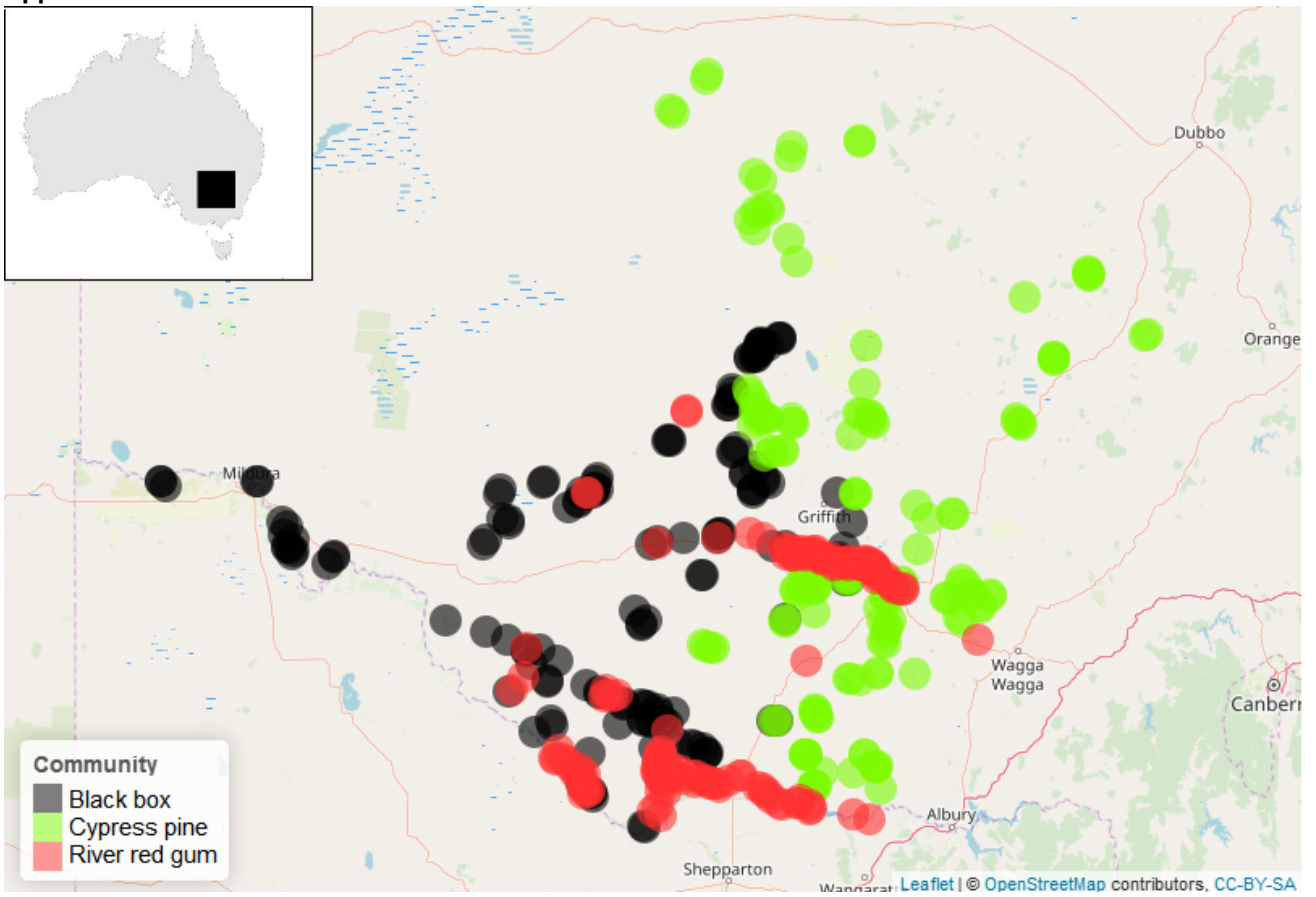 Dubbo
Orange
Mildura
Griffith
Wagga
Wagga
Canberr
Community
Black box
Cypress pine
River red gum
Albury
Shepparton
Wangaratt
Leaflet | © OpenStreetMap contributors, CC-BY-SA